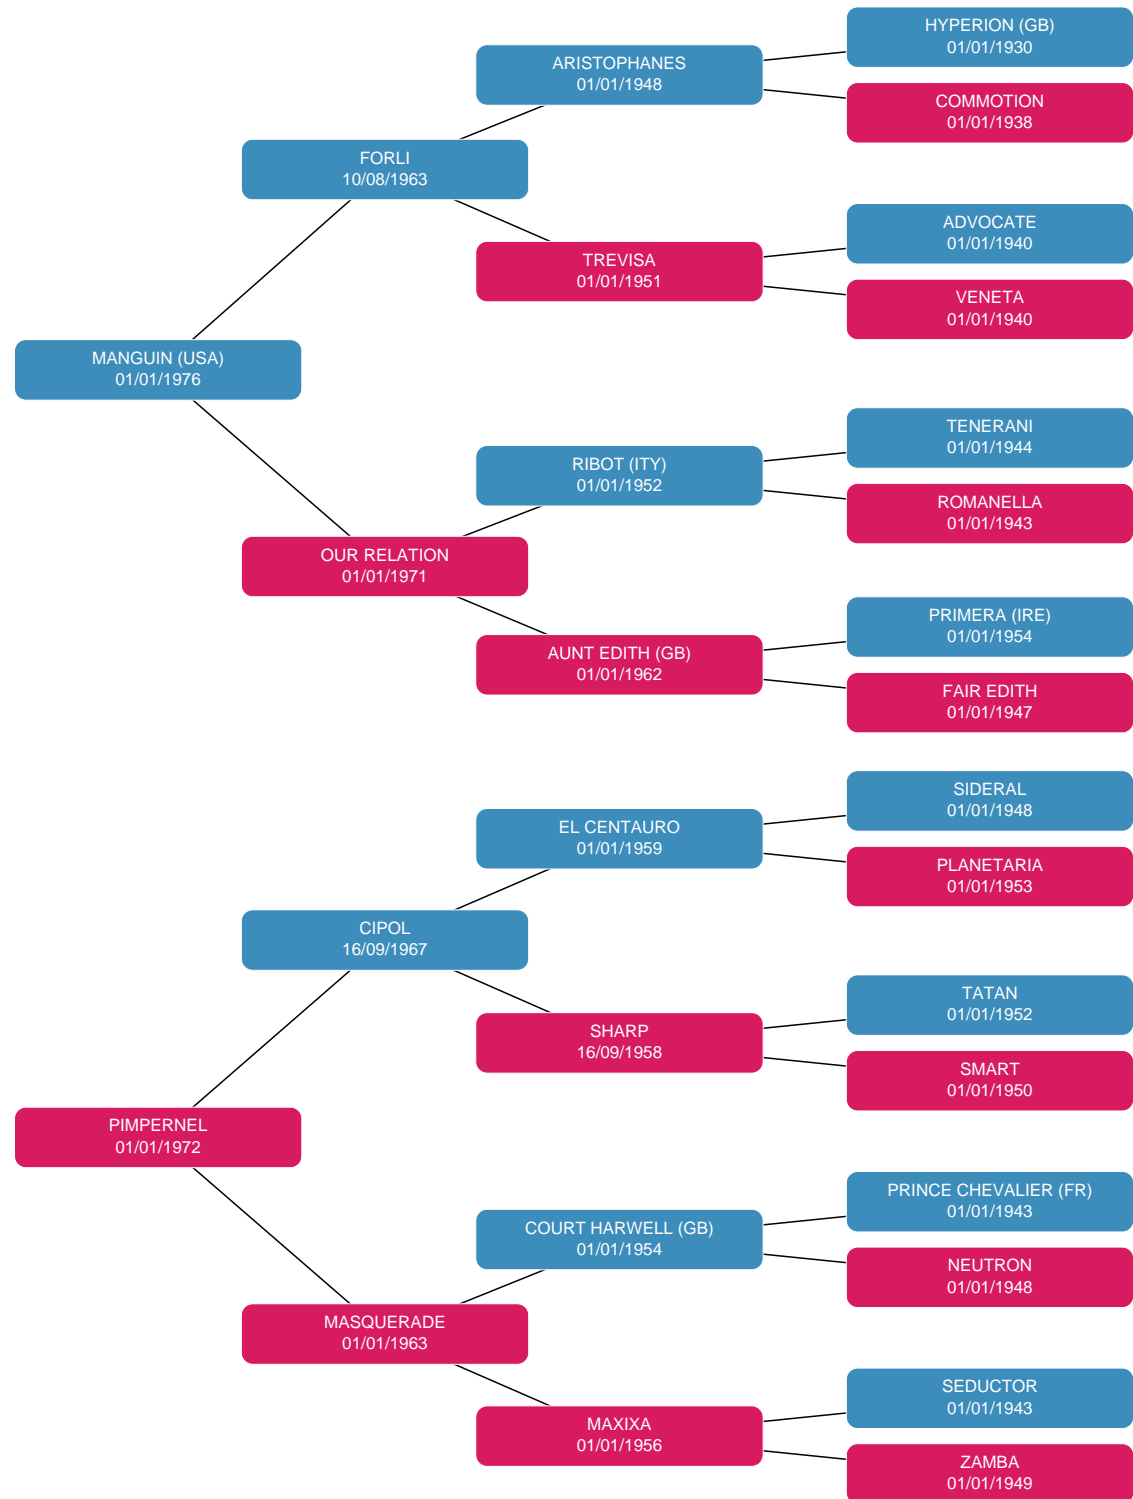 HYPERION (GB)
01/01/1930
ARISTOPHANES
01/01/1948
COMMOTION
01/01/1938
FORLI
10/08/1963
ADVOCATE
01/01/1940
TREVISA
01/01/1951
VENETA
01/01/1940
MANGUIN (USA)
01/01/1976
TENERANI
01/01/1944
RIBOT (ITY)
01/01/1952
ROMANELLA
01/01/1943
OUR RELATION
01/01/1971
PRIMERA (IRE)
01/01/1954
AUNT EDITH (GB)
01/01/1962
FAIR EDITH
01/01/1947
SIDERAL
01/01/1948
EL CENTAURO
01/01/1959
PLANETARIA
01/01/1953
CIPOL
16/09/1967
TATAN
01/01/1952
SHARP
16/09/1958
SMART
01/01/1950
PIMPERNEL
01/01/1972
PRINCE CHEVALIER (FR)
01/01/1943
COURT HARWELL (GB)
01/01/1954
NEUTRON
01/01/1948
MASQUERADE
01/01/1963
SEDUCTOR
01/01/1943
MAXIXA
01/01/1956
ZAMBA
01/01/1949